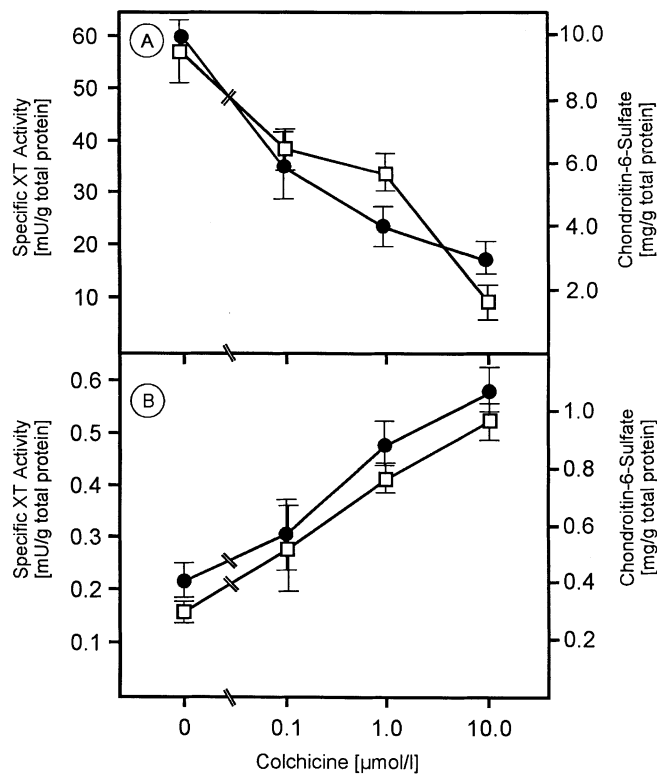 A
60
50
40
30
20
10
Specific XT Activity
[mU/g total protein]
10.0
8.0
6.0
4.0
2.0
Chondroitin-6-Sulfate
[mg/g total protein]
B
0.6
0.5
0.4
0.3
0.2
0.1
Specific XT Activity
[mU/g total protein]
1.0
0.8
0.6
0.4
0.2
Chondroitin-6-Sulfate
[mg/g total protein]
0 0.1 1.0 10.0
Colchicine [µmol/l]